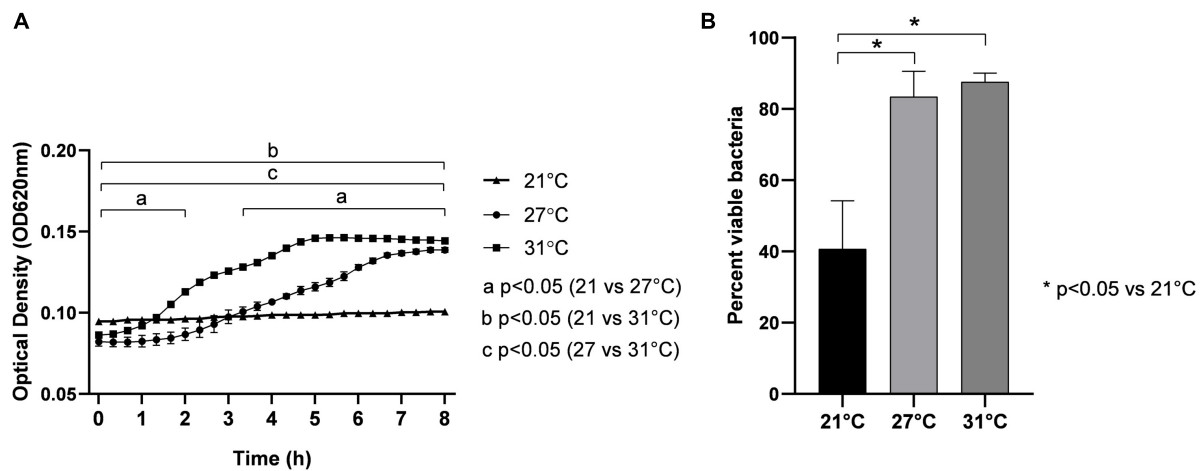 A
Optical Density (OD620nm)
0.20
0.15
0.10
0.05
b
c
a
a
0 1 2 3 4 5 6 7 8
Time (h)
21°C
27°C
31°C
a p<0.05 (21 vs 27°C)
b p<0.05 (21 vs 31°C)
c p<0.05 (27 vs 31°C)
B
Percent viable bacteria
100
80
60
40
20
0
*
*
21°C 27°C 31°C
* p<0.05 vs 21°C